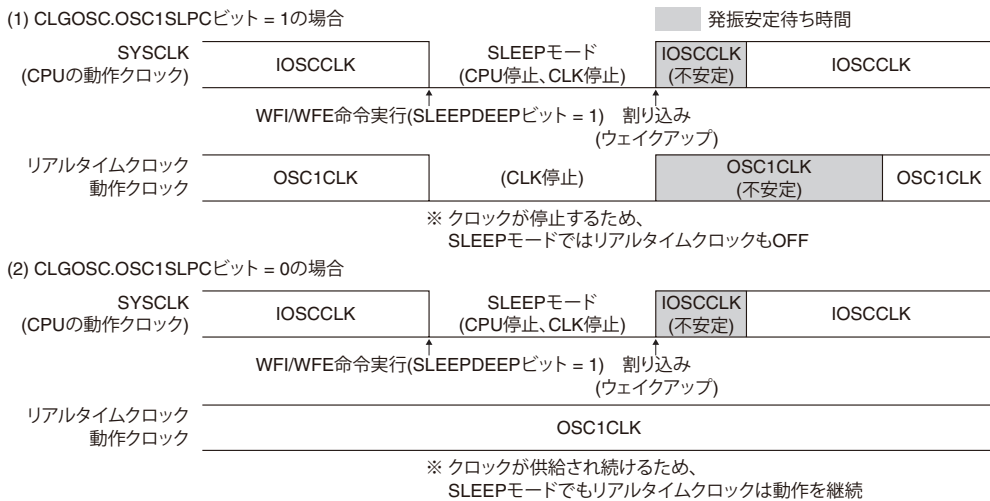 (1) CLGOSC.OSC1SLPCビット = 1の場合
発振安定待ち時間
SYSCLK
(CPUの動作クロック)
IOSCCLK
SLEEPモード
(CPU停止、CLK停止)
IOSCCLK
(不安定)
IOSCCLK
WFI/WFE命令実行(SLEEPDEEPビット = 1)
割り込み
(ウェイクアップ)
リアルタイムクロック
動作クロック
OSC1CLK
(CLK停止)
OSC1CLK
(不安定)
OSC1CLK
※ クロックが停止するため、
SLEEPモードではリアルタイムクロックもOFF
(2) CLGOSC.OSC1SLPCビット = 0の場合
SYSCLK
(CPUの動作クロック)
IOSCCLK
SLEEPモード
(CPU停止、CLK停止)
IOSCCLK
(不安定)
IOSCCLK
WFI/WFE命令実行(SLEEPDEEPビット = 1)
割り込み
(ウェイクアップ)
リアルタイムクロック
動作クロック
OSC1CLK
※ クロックが供給され続けるため、
SLEEPモードでもリアルタイムクロックは動作を継続